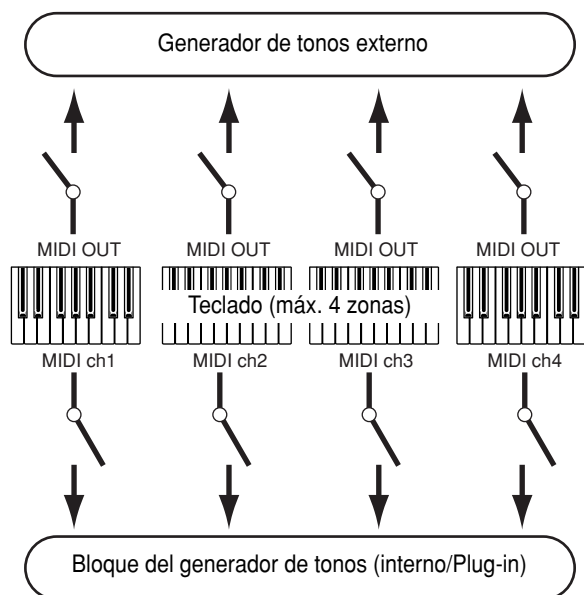 Generador de tonos externo
MIDI OUT MIDI OUT MIDI OUT MIDI OUT
Teclado (máx. 4 zonas)
MIDI ch1 MIDI ch2 MIDI ch3 MIDI ch4
Bloque del generador de tonos (interno/Plug-in)